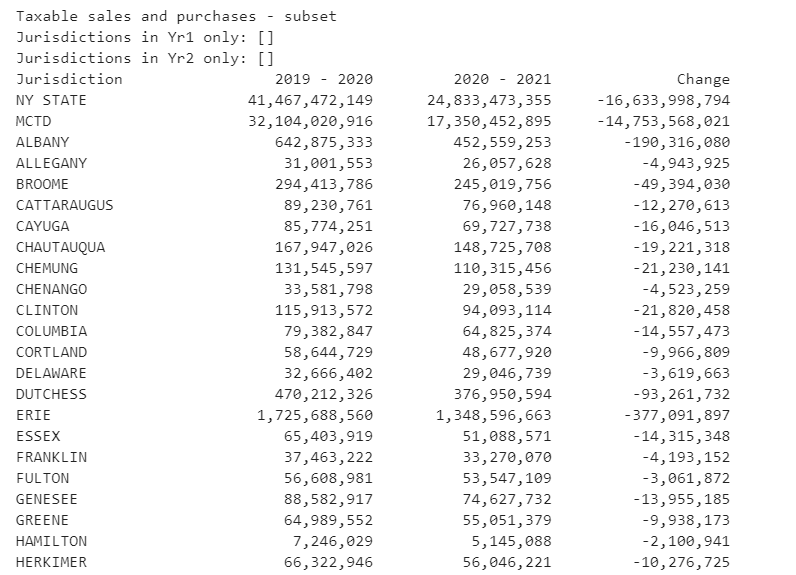 Taxable sales and purchases - subset
Jurisdictions in Yr1 only: []
Jurisdictions in Yr2 only: []
Jurisdiction 2019 - 2020 2020 - 2021 Change
NY STATE 41,467,472,149 24,833,473,355 -16,633,998,794
MCTD 32,104,020,916 17,350,452,895 -14,753,568,021
ALBANY 642,875,333 452,559,253 -190,316,080
ALLEGANY 31,001,553 26,057,628 -4,943,925
BROOME 294,413,786 245,019,756 -49,394,030
CATTARAUGUS 89,230,761 76,960,148 -12,270,613
CAYUGA 85,774,251 69,727,738 -16,046,513
CHAUTAUQUA 167,947,026 148,725,708 -19,221,318
CHEMUNG 131,545,597 110,315,456 -21,230,141
CHENANGO 33,581,798 29,058,539 -4,523,259
CLINTON 115,913,572 94,093,114 -21,820,458
COLUMBIA 79,382,847 64,825,374 -14,557,473
CORTLAND 58,644,729 48,677,920 -9,966,809
DELAWARE 32,666,402 29,046,739 -3,619,663
DUTCHESS 470,212,326 376,950,594 -93,261,732
ERIE 1,725,688,560 1,348,596,663 -377,091,897
ESSEX 65,403,919 51,088,571 -14,315,348
FRANKLIN 37,463,222 33,270,070 -4,193,152
FULTON 56,608,981 53,547,109 -3,061,872
GENESEE 88,582,917 74,627,732 -13,955,185
GREENE 64,989,552 55,051,379 -9,938,173
HAMILTON 7,246,029 5,145,088 -2,100,941
HERKIMER 66,322,946 56,046,221 -10,276,725